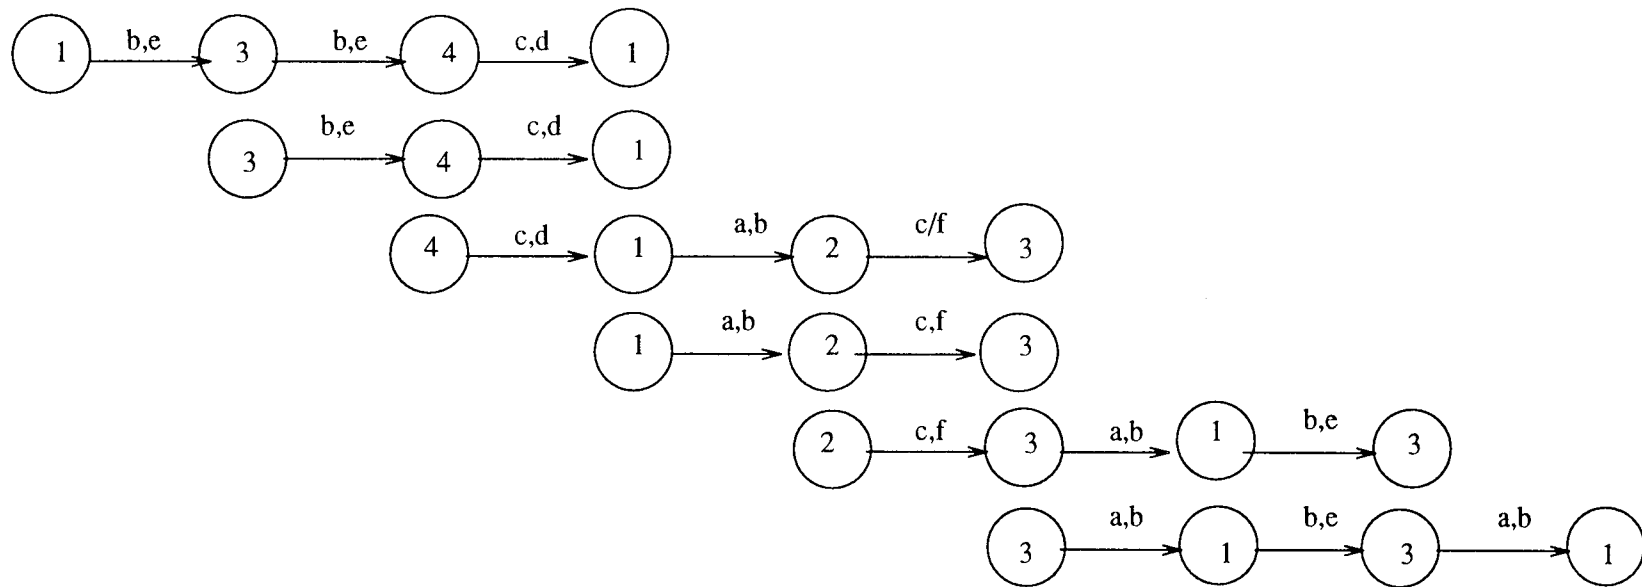 1 b,e 3 b,e 4 c,d 1
3 b,e 4 c,d 1
4 c,d 1 a,b 2 c/f 3
1 a,b 2 c,f 3
2 c,f 3 a,b 1 b,e 3
3 a,b 1 b,e 3 a,b 1